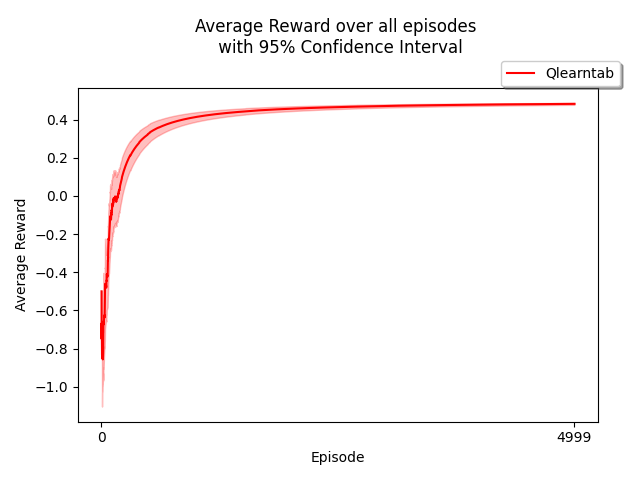 Average Reward over all episodes
with 95% Confidence Interval
Qlearntab
0.4
0.2
0.0
−0.2
−0.4
−0.6
−0.8
−1.0
Average Reward
0
4999
Episode